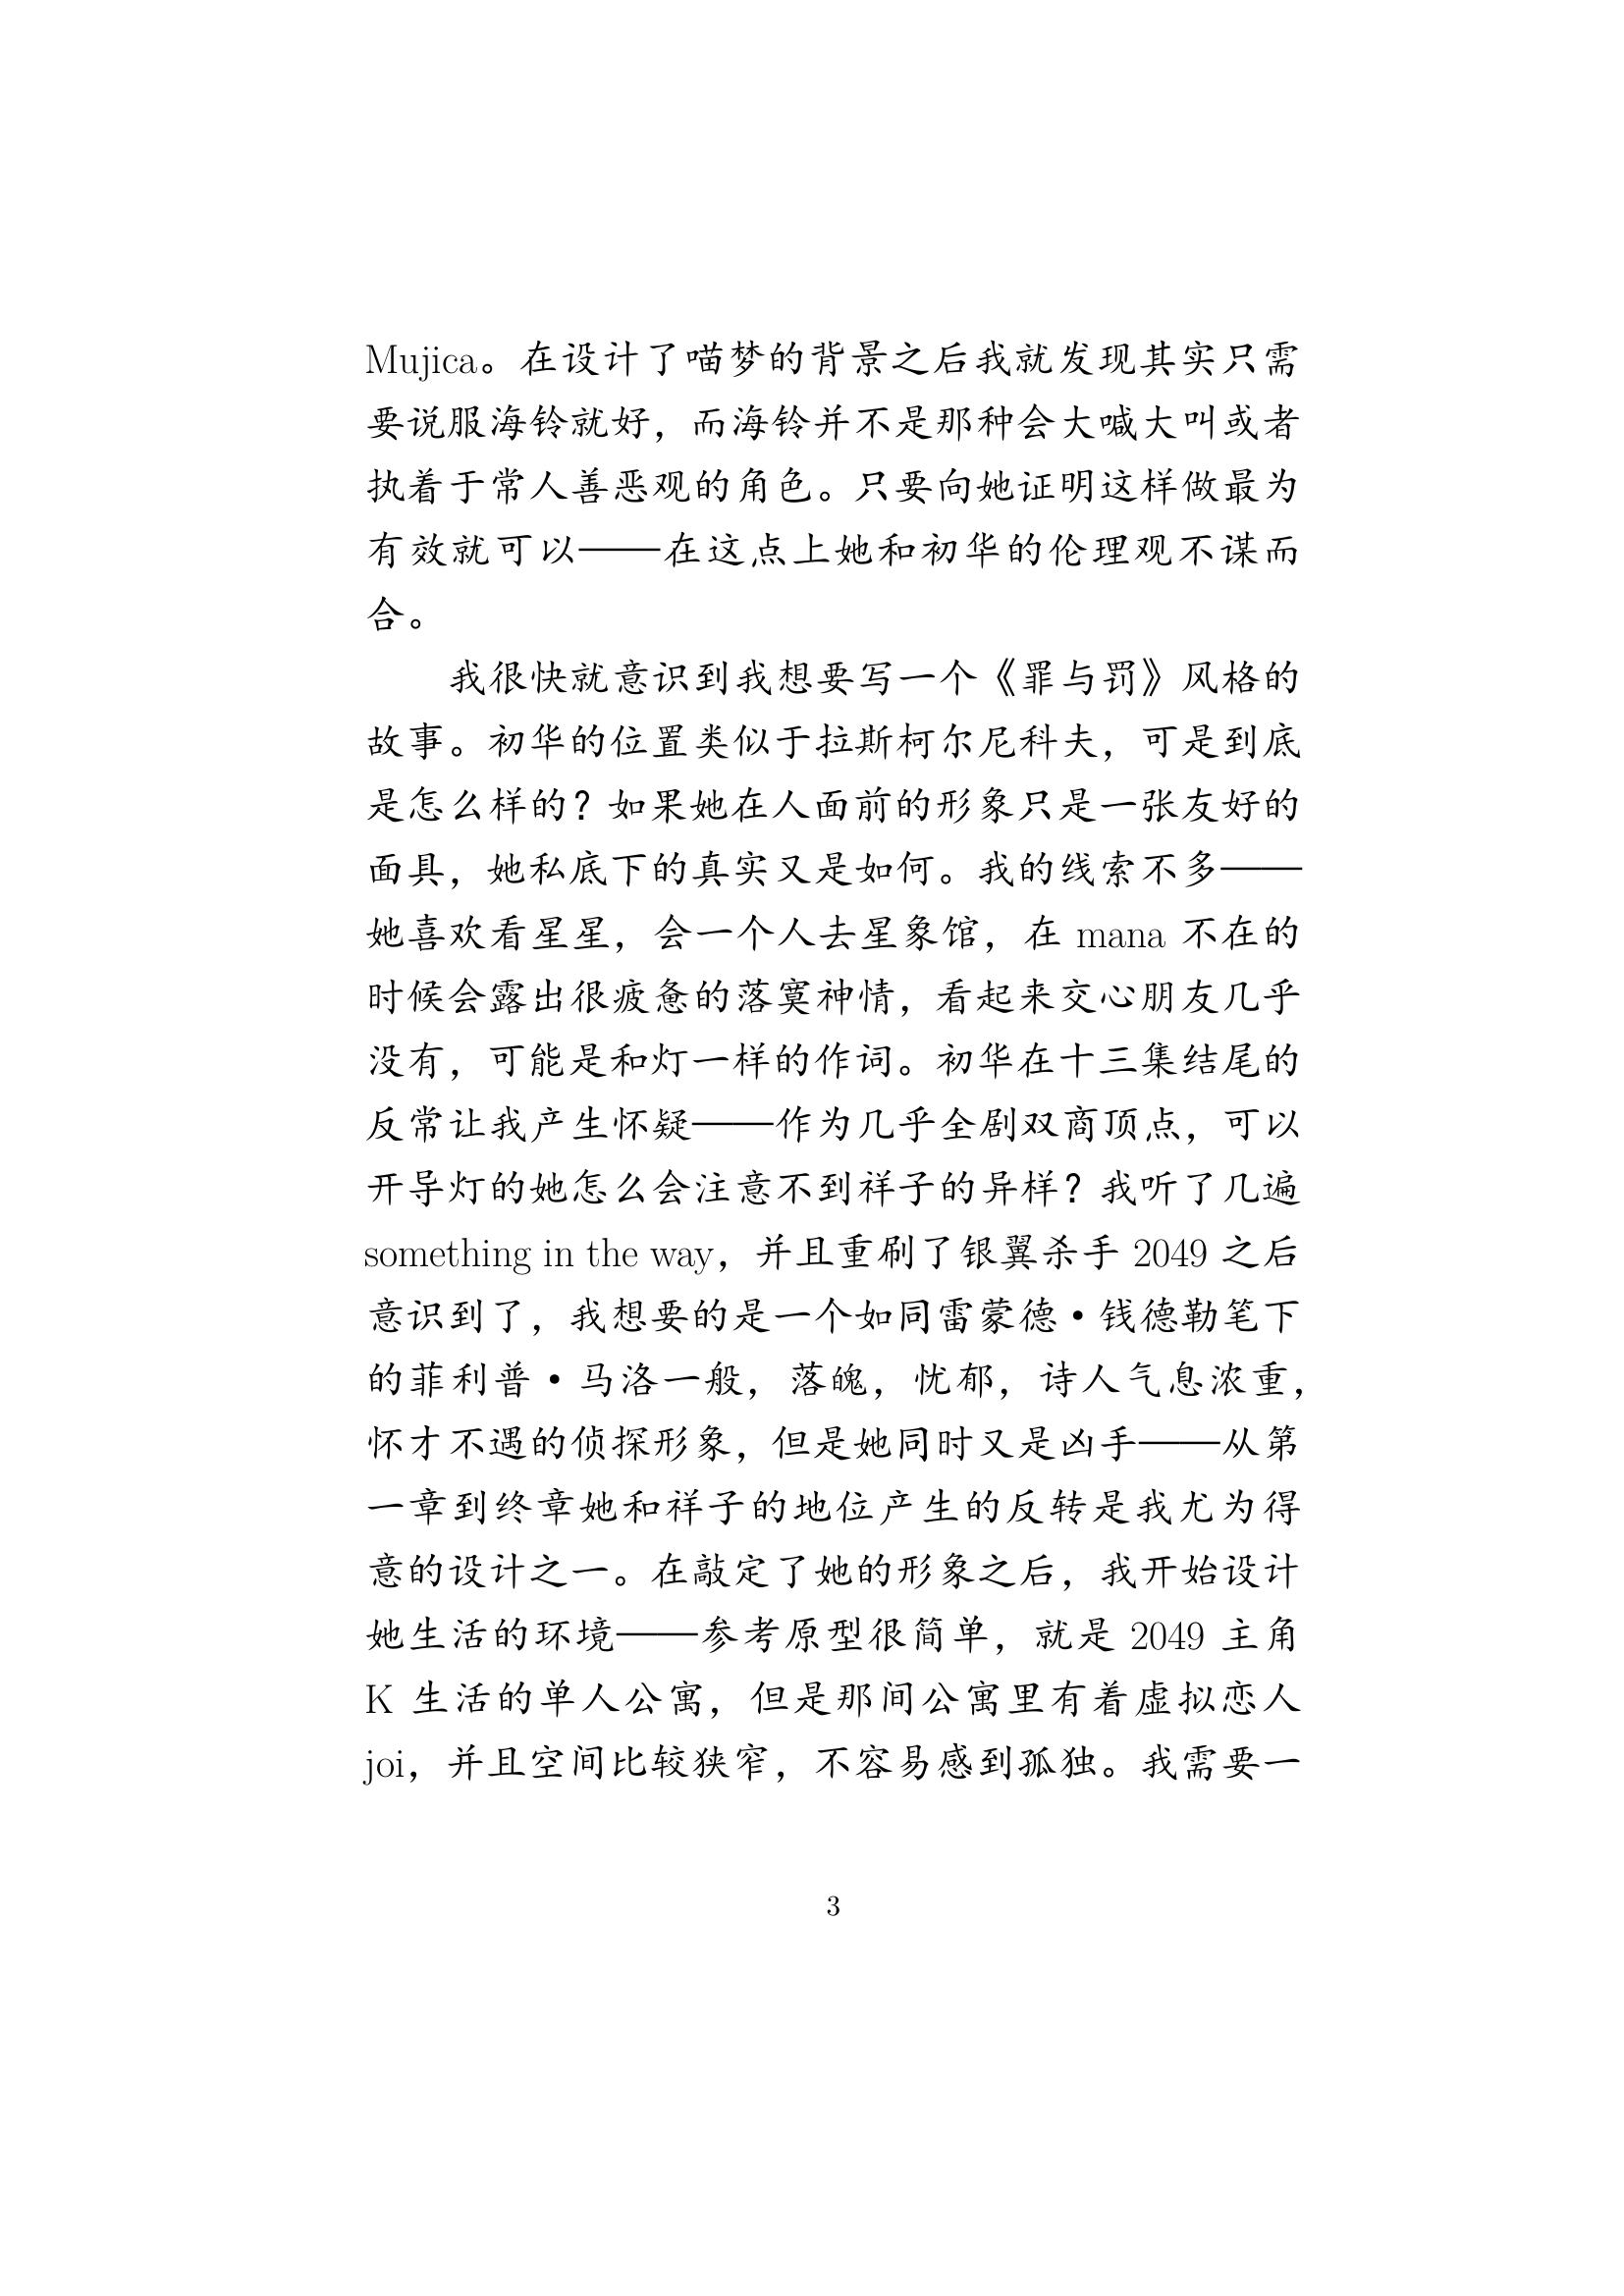 Mujica。在设计了喵梦的背景之后我就发现其实只需
要说服海铃就好，而海铃并不是那种会大喊大叫或者
执着于常人善恶观的角色。只要向她证明这样做最为
有效就可以——在这点上她和初华的伦理观不谋而
合。
我很快就意识到我想要写一个《罪与罚》风格的
故事。初华的位置类似于拉斯柯尔尼科夫，可是到底
是怎么样的？如果她在人面前的形象只是一张友好的
面具，她私底下的真实又是如何。我的线索不多——
她喜欢看星星，会一个人去星象馆，在 mana 不在的
时候会露出很疲惫的落寞神情，看起来交心朋友几乎
没有，可能是和灯一样的作词。初华在十三集结尾的
反常让我产生怀疑——作为几乎全剧双商顶点，可以
开导灯的她怎么会注意不到祥子的异样？我听了几遍
something in the way，并且重刷了银翼杀手 2049 之后
意识到了，我想要的是一个如同雷蒙德·钱德勒笔下
的菲利普·马洛一般，落魄，忧郁，诗人气息浓重，
怀才不遇的侦探形象，但是她同时又是凶手——从第
一章到终章她和祥子的地位产生的反转是我尤为得
意的设计之一。在敲定了她的形象之后，我开始设计
她生活的环境——参考原型很简单，就是 2049 主角
K 生活的单人公寓，但是那间公寓里有着虚拟恋人
joi，并且空间比较狭窄，不容易感到孤独。我需要一
3